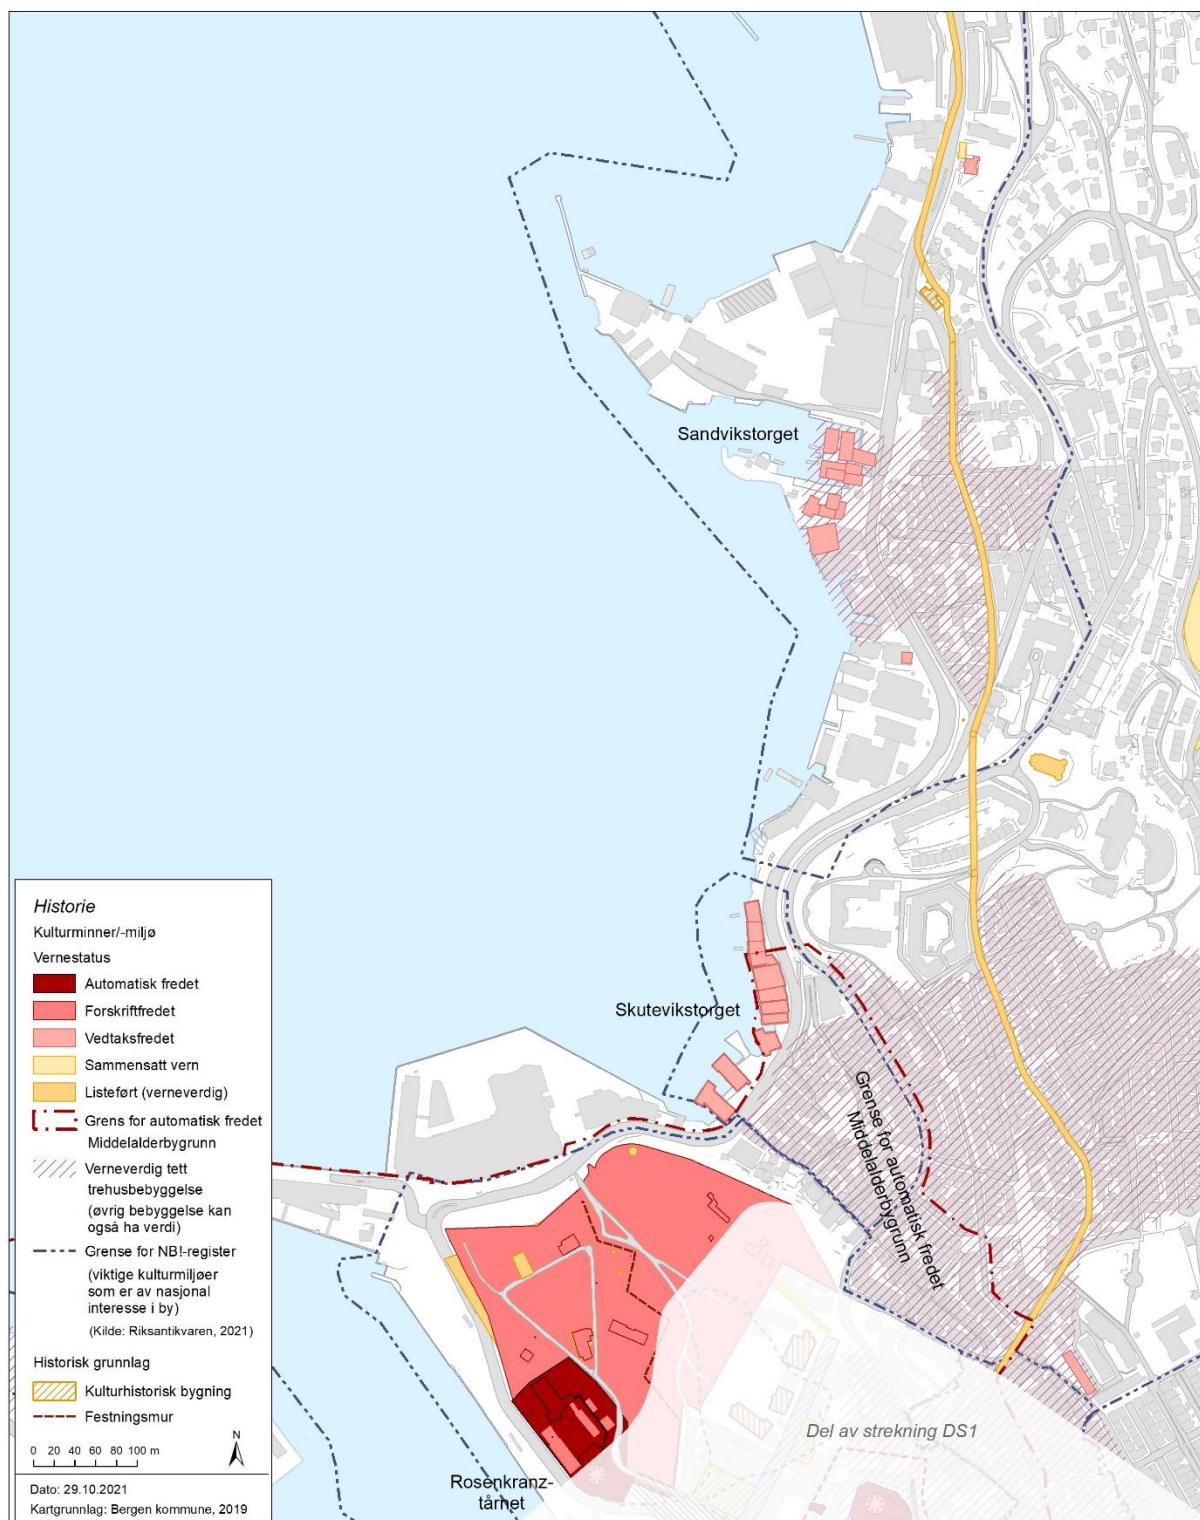 Sandvikstorget
Skutevikstorget
Grense for automatisk fredet
Middelalderbygrunn
Del av strekning DS1
Rosenkranz-
tårnet
Historie
Kulturminner/-miljø
Vernestatus
Automatisk fredet
Forskriftfredet
Vedtaksfredet
Sammensatt vern
Listeført (verneverdig)
Grens for automatisk fredet
Middelalderbygrunn
Verneverdig tett
trehusbebyggelse
(øvrig bebyggelse kan
også ha verdi)
Grense for NB!-register
(viktige kulturmiljøer
som er av nasjonal
interesse i by)
(Kilde: Riksantikvaren, 2021)
Historisk grunnlag
Kulturhistorisk bygning
Festningsmur
0 20 40 60 80 100 m
N
Dato: 29.10.2021
Kartgrunnlag: Bergen kommune, 2019